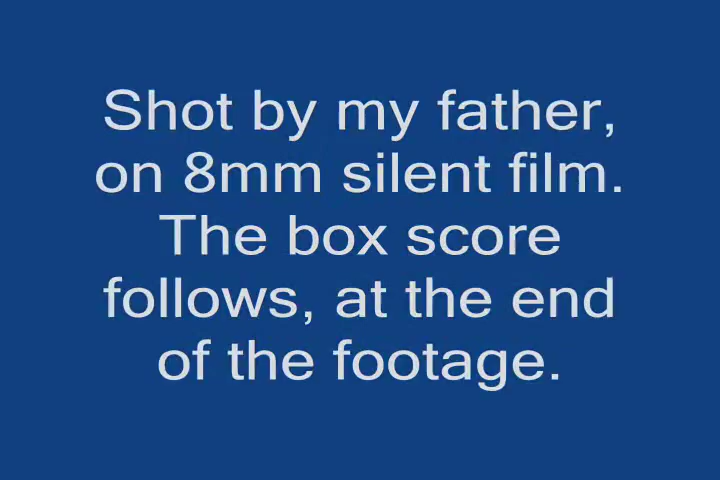 Shot by my father,
on 8mm silent film.
The box score
follows, at the end
of the footage.